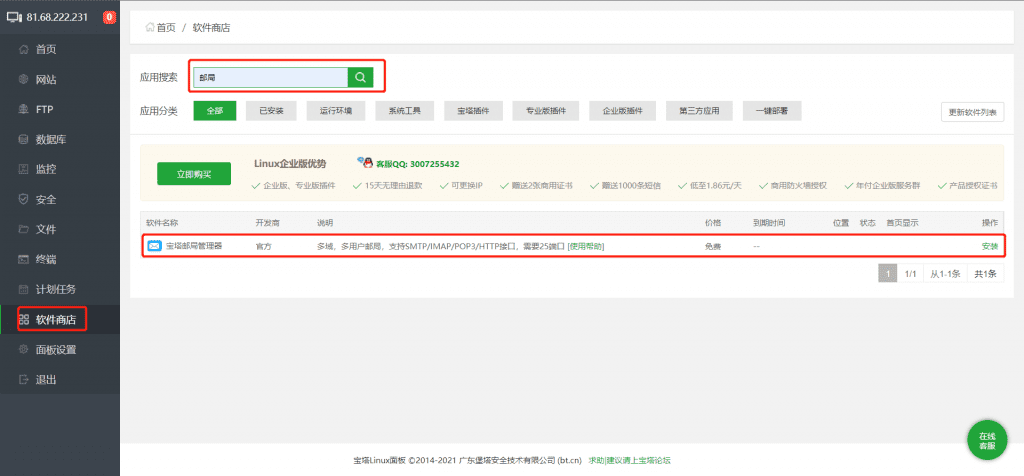 81.68.222.231 0
首页
网站
FTP
数据库
监控
安全
文件
终端
计划任务
软件商店
面板设置
退出
首页 / 软件商店
应用搜索 邮局
应用分类 全部 已安装 运行环境 系统工具 宝塔插件 专业版插件 企业版插件 第三方应用 一键部署 更新软件列表
立即购买 Linux企业版优势 客服QQ: 3007255432
企业版、专业版插件 15天无理由退款 可更换IP 赠送2张商用证书 赠送1000条短信 低至1.86元/天 商用防火墙授权 年付企业版服务群 产品授权证书
软件名称 开发商 说明 价格 到期时间 位置 状态 首页显示 操作
宝塔邮局管理器 官方 多域，多用户邮局，支持SMTP/IMAP/POP3/HTTP接口，需要25端口 [使用帮助] 免费 -- 安装
1 1/1 从1-1条 共1条
在线
客服
宝塔Linux面板 ©2014-2021 广东堡塔安全技术有限公司 (bt.cn) 求助|建议请上宝塔论坛